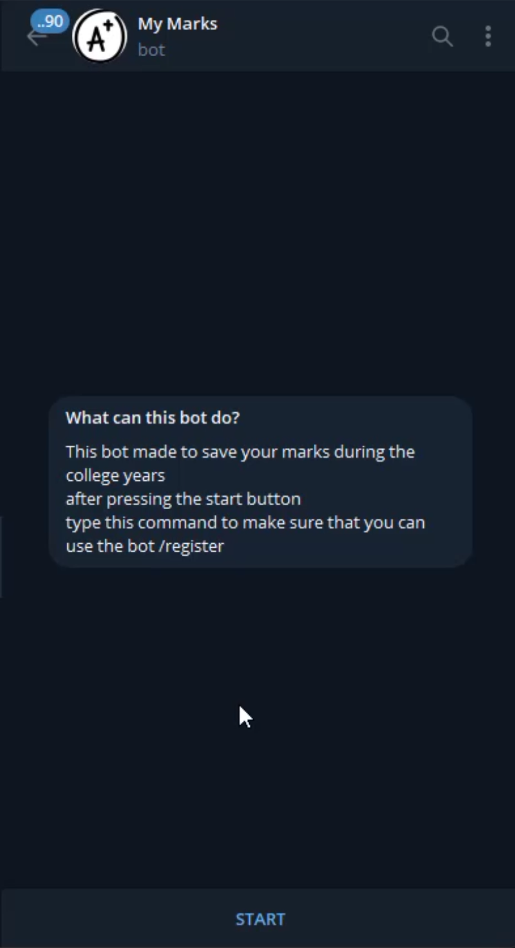 ..90
A+
My Marks
bot
What can this bot do?
This bot made to save your marks during the
college years
after pressing the start button
type this command to make sure that you can
use the bot /register
START